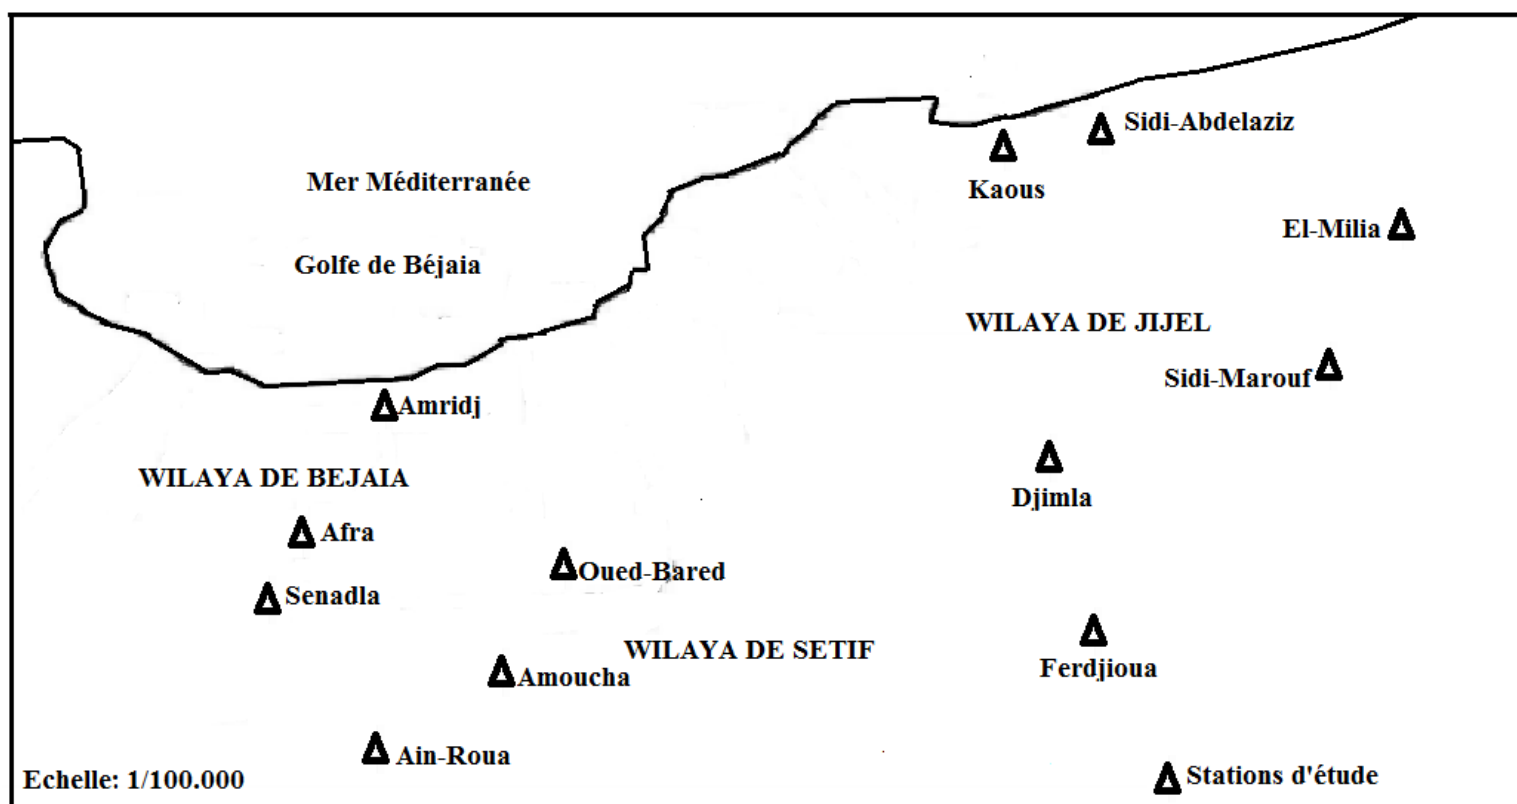 Sidi-Abdelaziz
Mer Méditerranée
Kaous
El-Milia
Golfe de Béjaia
WILAYA DE JIJEL
Sidi-Marouf
Amridj
WILAYA DE BEJAIA
Djimla
Afra
Oued-Bared
Senadla
WILAYA DE SETIF
Ferdjioua
Amoucha
Ain-Roua
Echelle: 1/100.000
Stations d'étude